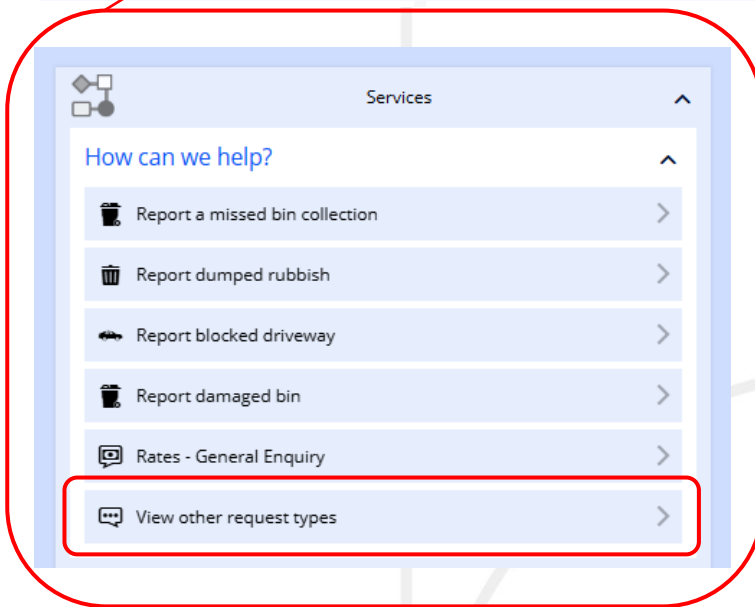 Services
How can we help?
Report a missed bin collection
Report dumped rubbish
Report blocked driveway
Report damaged bin
Rates - General Enquiry
View other request types